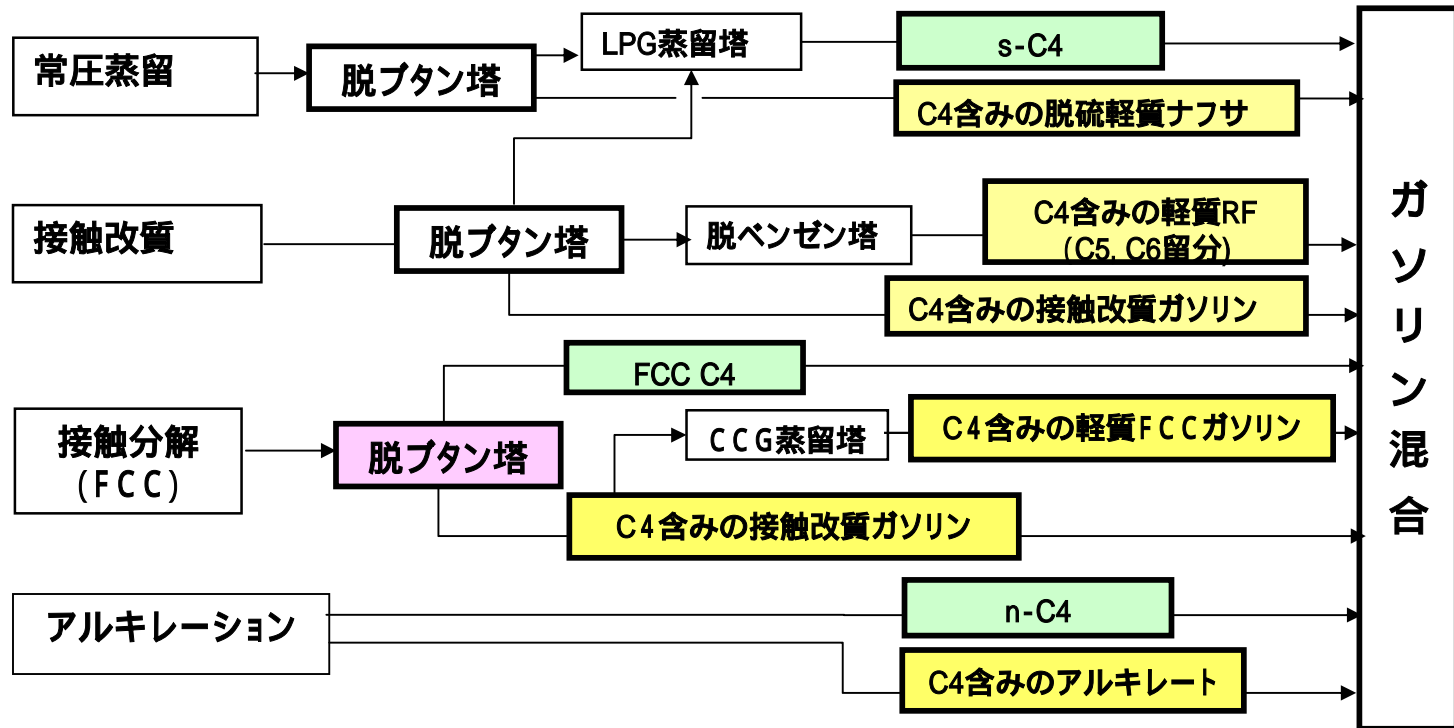 常圧蒸留
脱ブタン塔
LPG蒸留塔
s-C4
C4含みの脱硫軽質ナフサ
接触改質
脱ブタン塔
脱ベンゼン塔
C4含みの軽質RF
(C5, C6留分)
C4含みの接触改質ガソリン
接触分解
(FCC)
脱ブタン塔
FCC C4
CCG蒸留塔
C4含みの軽質FCCガソリン
C4含みの接触改質ガソリン
アルキレーション
n-C4
C4含みのアルキレート
ガソリン混合